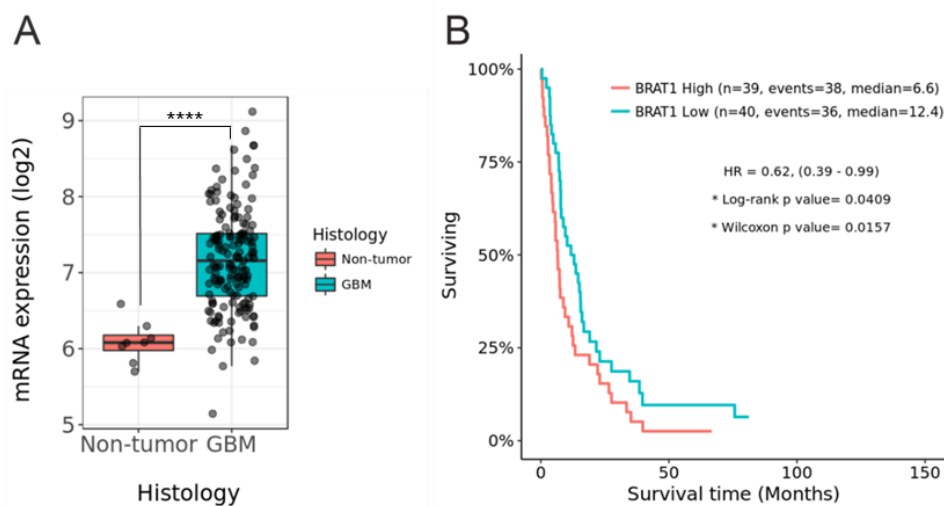 A
mRNA expression (log2)
9
8
7
6
5
****
Non-tumor GBM
Histology
Histology
Non-tumor
GBM
B
Surviving
100%
75%
50%
25%
0%
BRAT1 High (n=39, events=38, median=6.6)
BRAT1 Low (n=40, events=36, median=12.4)
HR = 0.62, (0.39 - 0.99)
* Log-rank p value= 0.0409
* Wilcoxon p value= 0.0157
0 50 100 150
Survival time (Months)